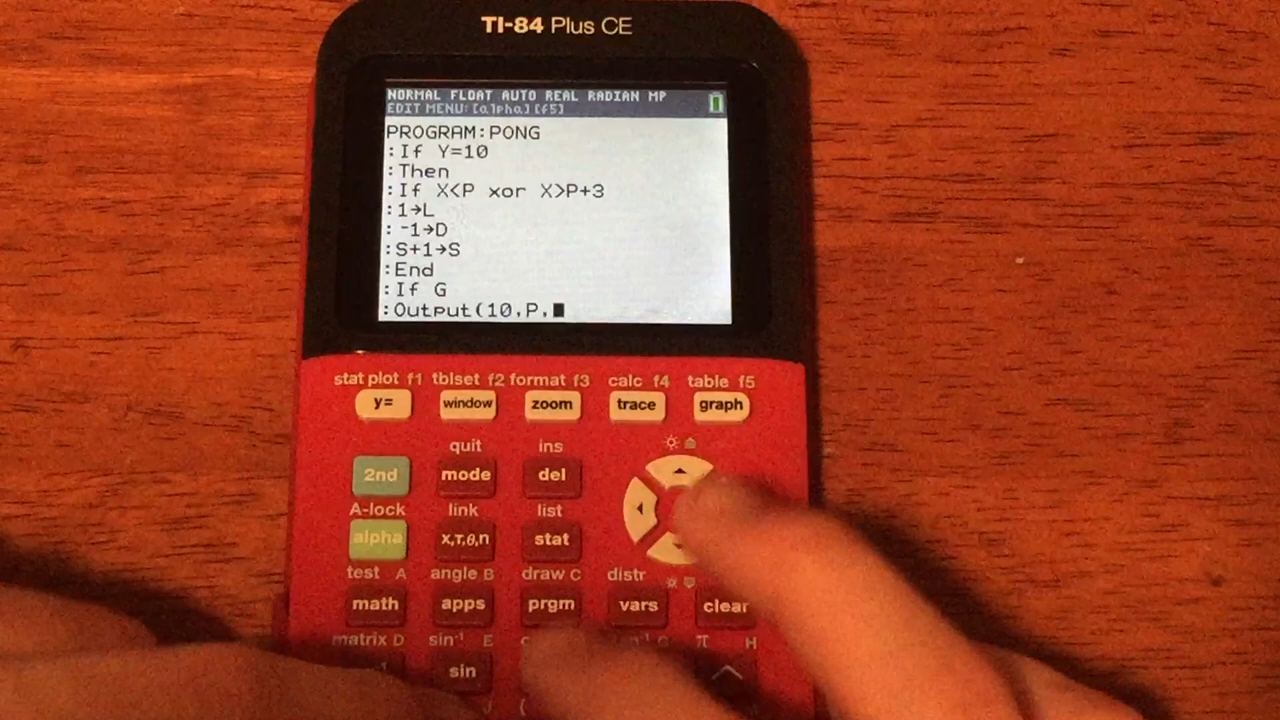 TI-84 Plus CE
NORMAL FLOAT AUTO REAL RADIAN MP
EDIT MENU: [alpha] [f5]
PROGRAM:PONG
:If Y=10
:Then
:If X<P xor X>P+3
:1→L
:-1→D
:S+1→S
:End
:If G
:Output(10,P,
stat plot f1 tblset f2 format f3 calc f4 table f5
y= window zoom trace graph
quit ins
2nd mode del
A-lock link list
alpha x,T,θ,n stat
test A angle B draw C distr
math apps prgm vars clear
matrix D sin-1 E π H
sin ^
J